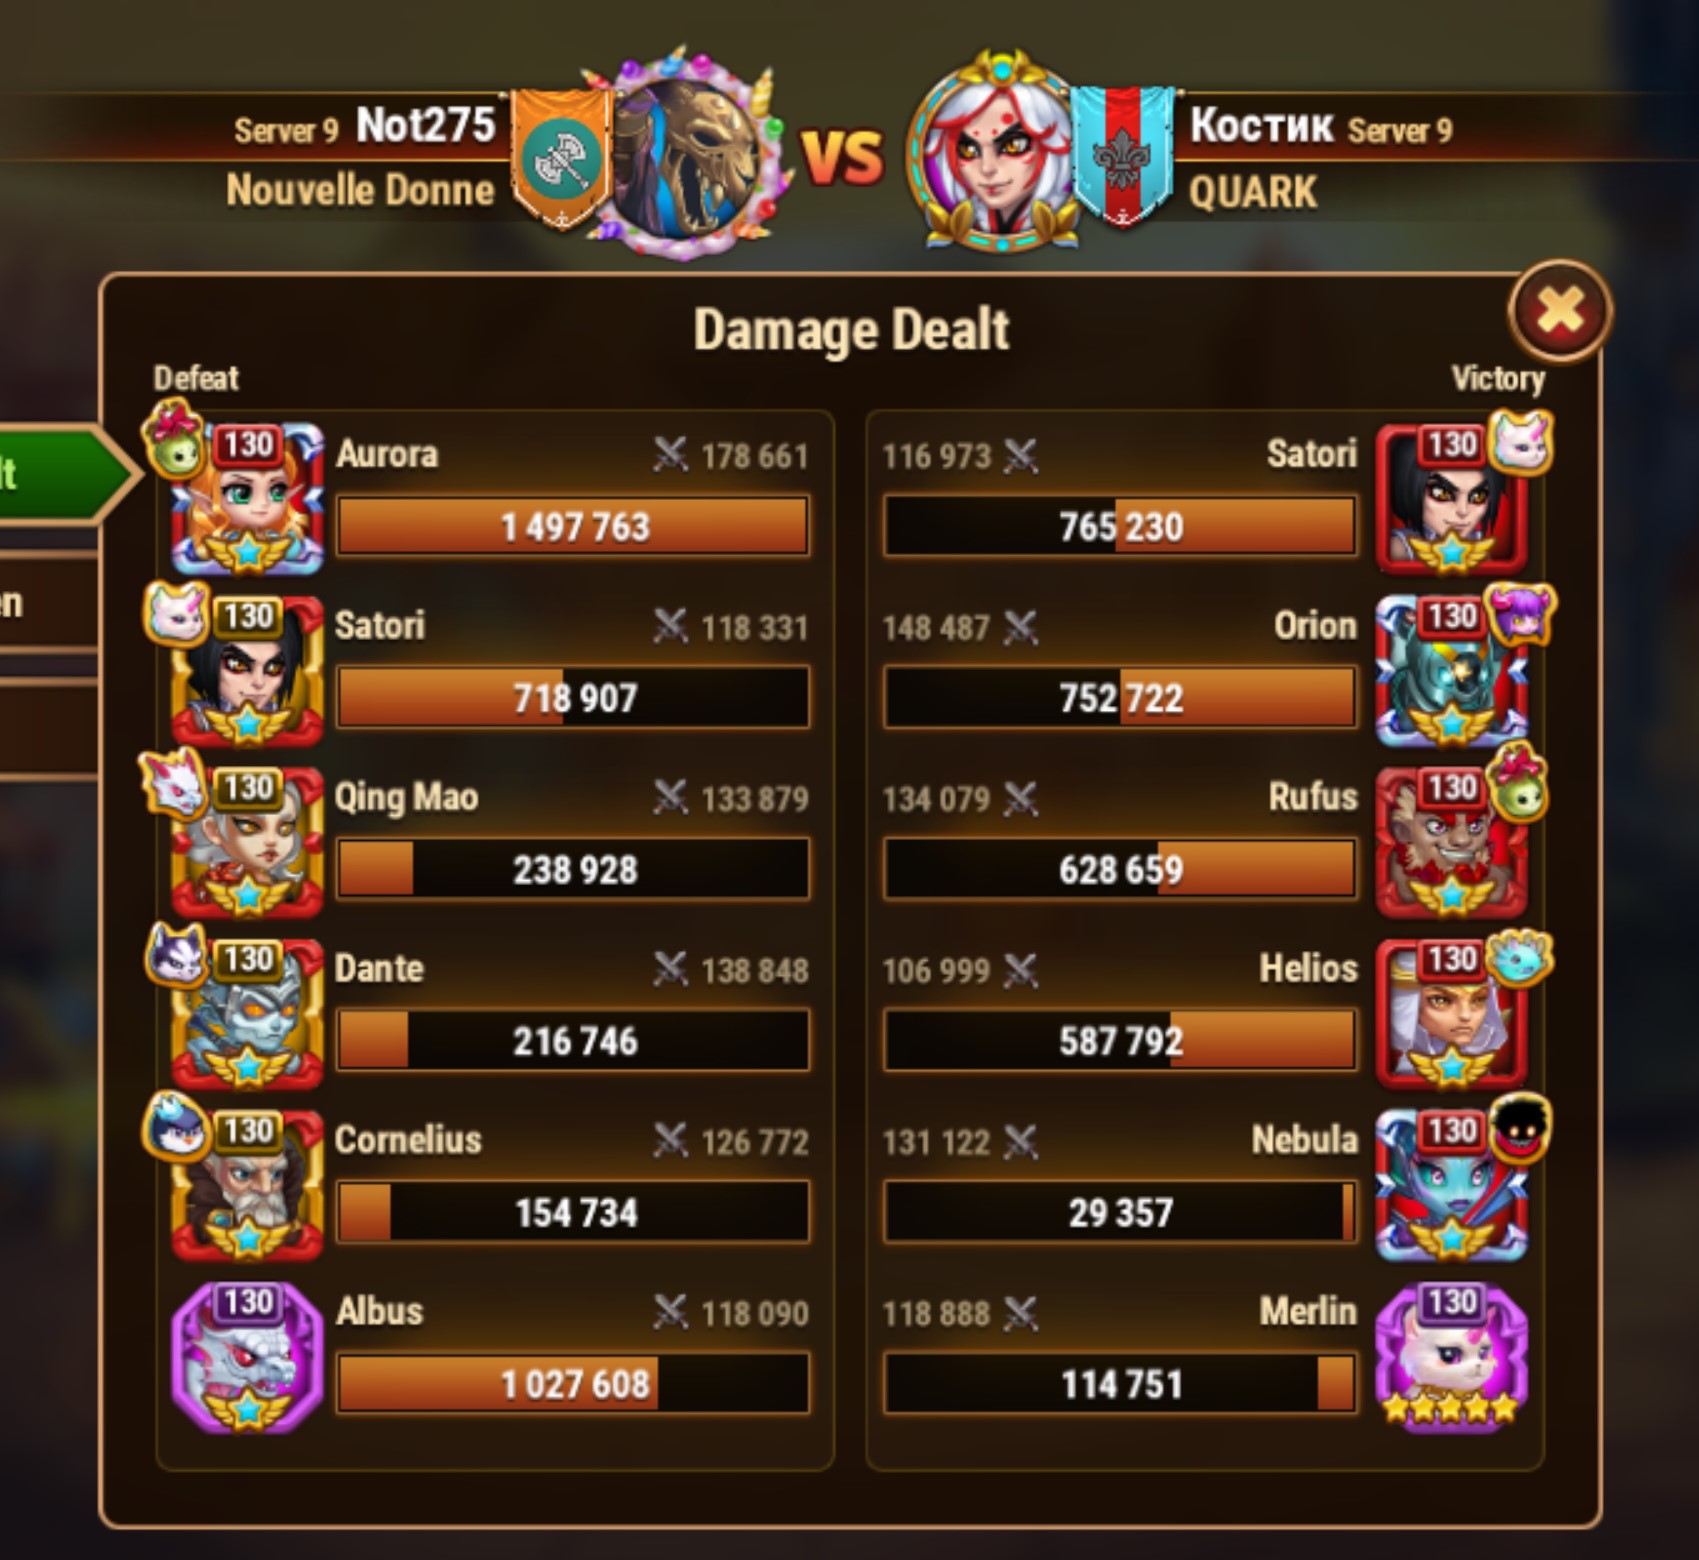 Server 9 Not275
Nouvelle Donne
VS
Костик Server 9
QUARK
Damage Dealt
Defeat
Victory
lt
en
130
Aurora 178 661
1 497 763
130
Satori 118 331
718 907
130
Qing Mao 133 879
238 928
130
Dante 138 848
216 746
130
Cornelius 126 772
154 734
130
Albus 118 090
1 027 608
116 973 Satori
130
765 230
148 487 Orion
130
752 722
134 079 Rufus
130
628 659
106 999 Helios
130
587 792
131 122 Nebula
130
29 357
118 888 Merlin
130
114 751